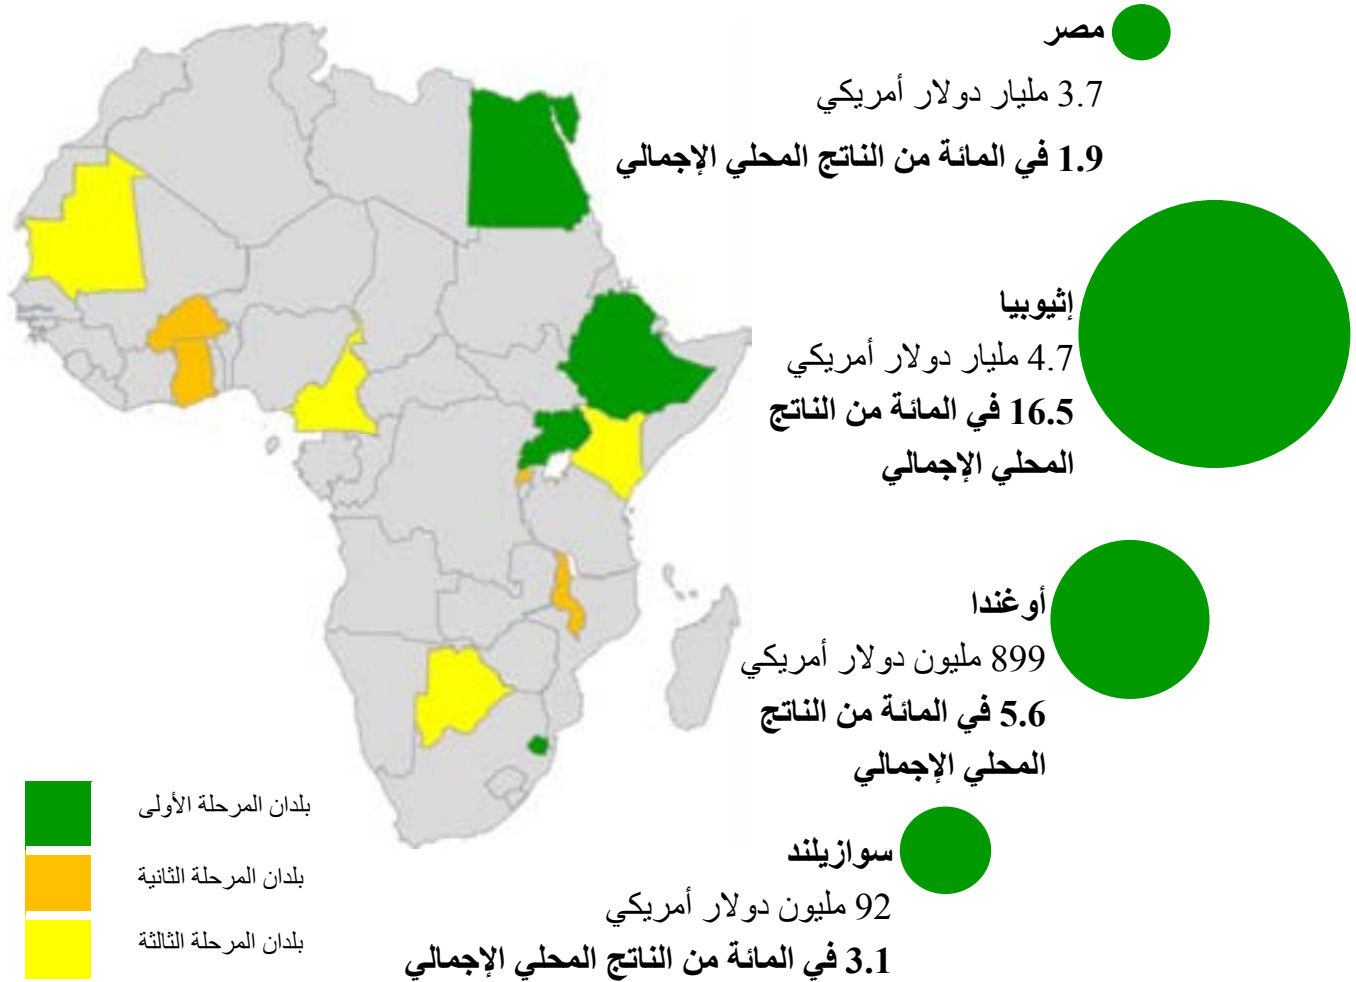 مصر
3.7 مليار دولار أمريكي
1.9 في المائة من الناتج المحلي الإجمالي
إثيوبيا
4.7 مليار دولار أمريكي
16.5 في المائة من الناتج
المحلي الإجمالي
أوغندا
899 مليون دولار أمريكي
5.6 في المائة من الناتج
المحلي الإجمالي
سوازيلند
92 مليون دولار أمريكي
3.1 في المائة من الناتج المحلي الإجمالي
بلدان المرحلة الأولى
بلدان المرحلة الثانية
بلدان المرحلة الثالثة